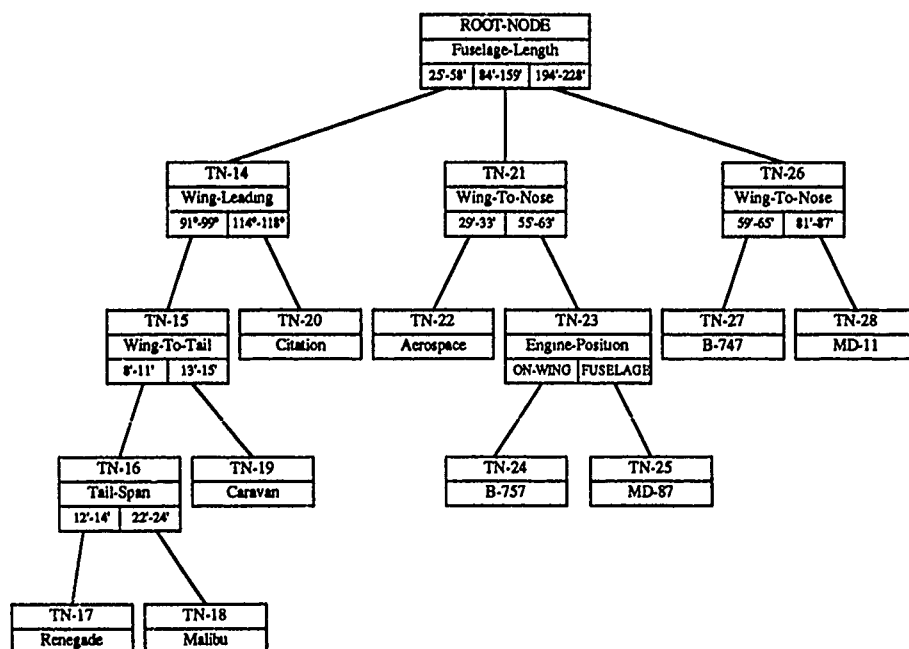 ROOT-NODE
Fuselage-Length
25'-58' 84'-159' 194'-228'
TN-14 TN-21 TN-26
Wing-Leading Wing-To-Nose Wing-To-Nose
91°-99° 114°-118° 29'-33' 55'-63' 59'-65' 81'-87'
TN-15 TN-20 TN-22 TN-23 TN-27 TN-28
Wing-To-Tail Citation Aerospace Engine-Position B-747 MD-11
8'-11' 13'-15' ON-WING FUSELAGE
TN-16 TN-19 TN-24 TN-25
Tail-Span Caravan B-757 MD-87
12'-14' 22'-24'
TN-17 TN-18
Renegade Malibu